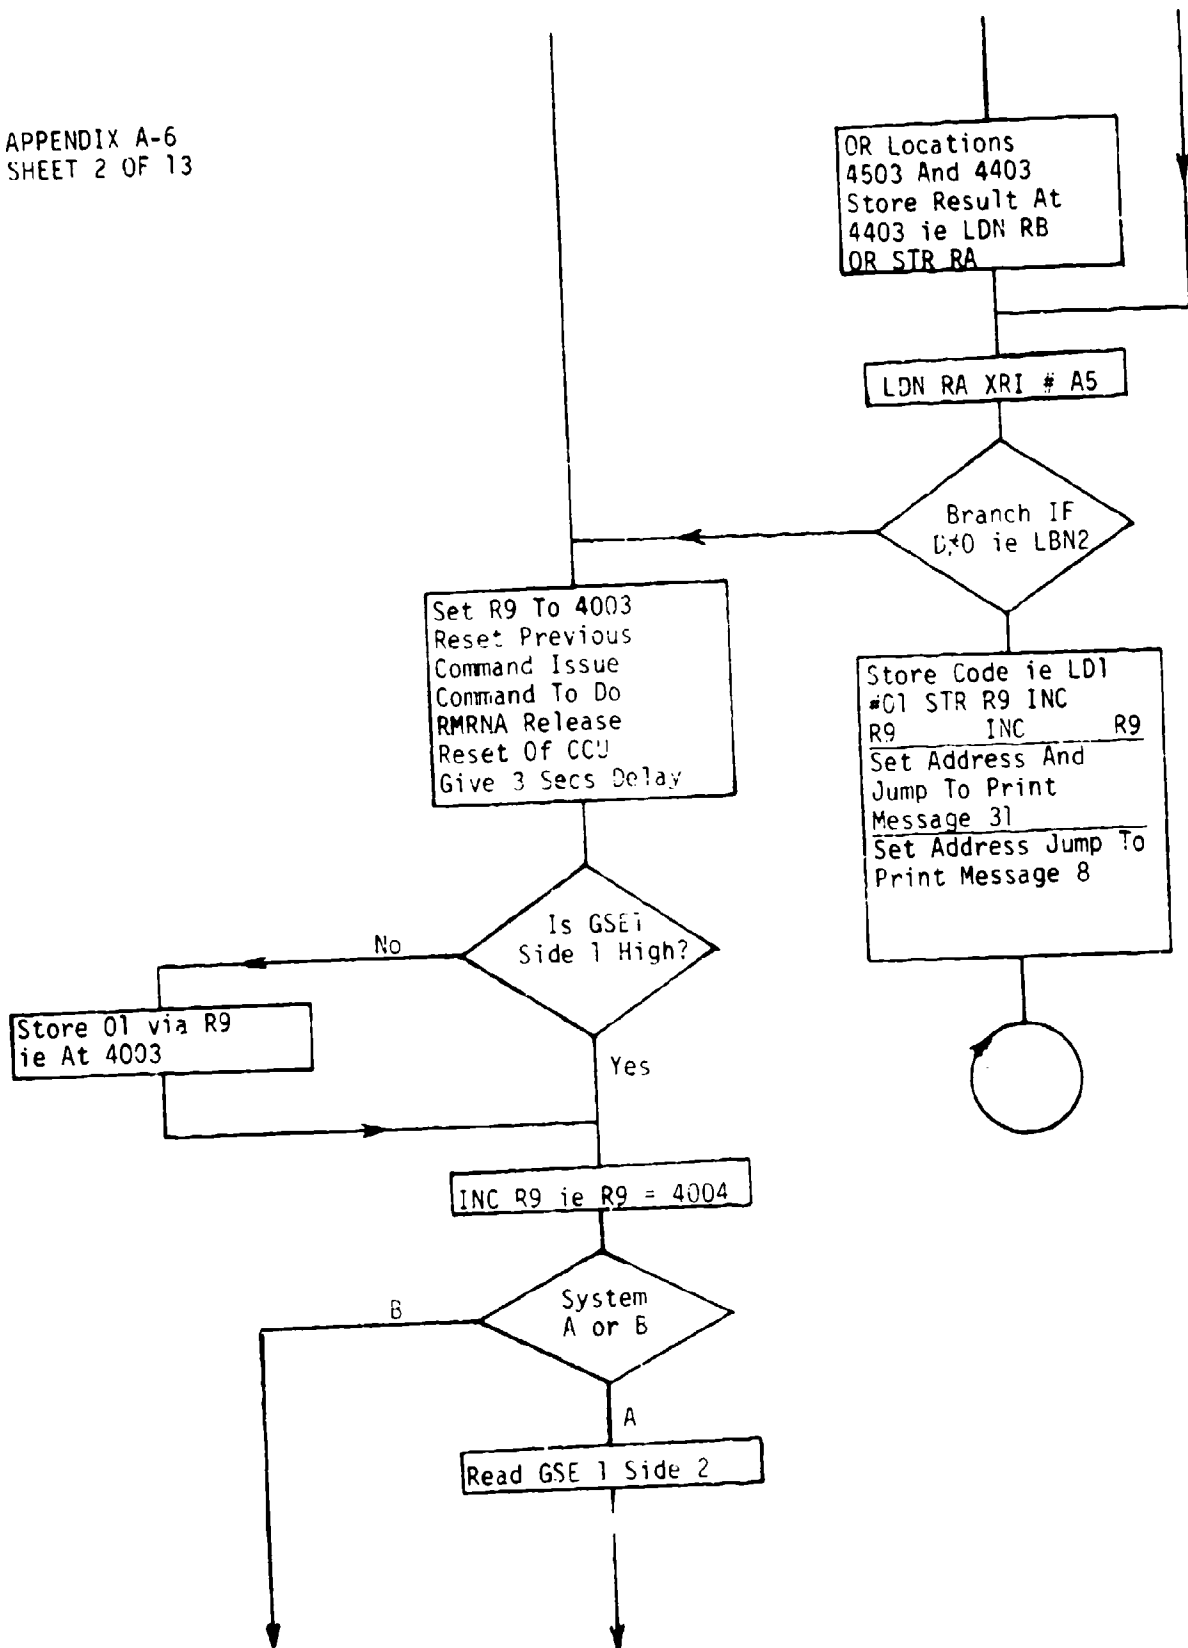 APPENDIX A-6
SHEET 2 OF 13
OR Locations
4503 And 4403
Store Result At
4403 ie LDN RB
OR STR RA
LDN RA XRI # A5
Branch IF
D≠0 ie LBN2
Set R9 To 4003
Reset Previous
Command Issue
Command To Do
RMRNA Release
Reset Of CCU
Give 3 Secs Delay
Store Code ie LD1
#01 STR R9 INC
R9 INC R9
Set Address And
Jump To Print
Message 31
Set Address Jump To
Print Message 8
Is GSE1
Side 1 High?
No
Store 01 via R9
ie At 4003
Yes
INC R9 ie R9 = 4004
System
A or B
B
A
Read GSE 1 Side 2